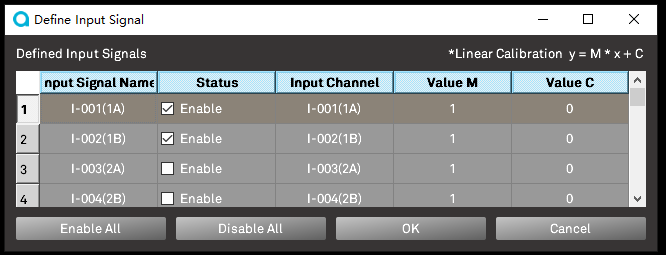 Define Input Signal
Defined Input Signals *Linear Calibration y = M * x + C
nput Signal Name Status Input Channel Value M Value C
1 I-001(1A) Enable I-001(1A) 1 0
2 I-002(1B) Enable I-002(1B) 1 0
3 I-003(2A) Enable I-003(2A) 1 0
4 I-004(2B) Enable I-004(2B) 1 0
Enable All Disable All OK Cancel